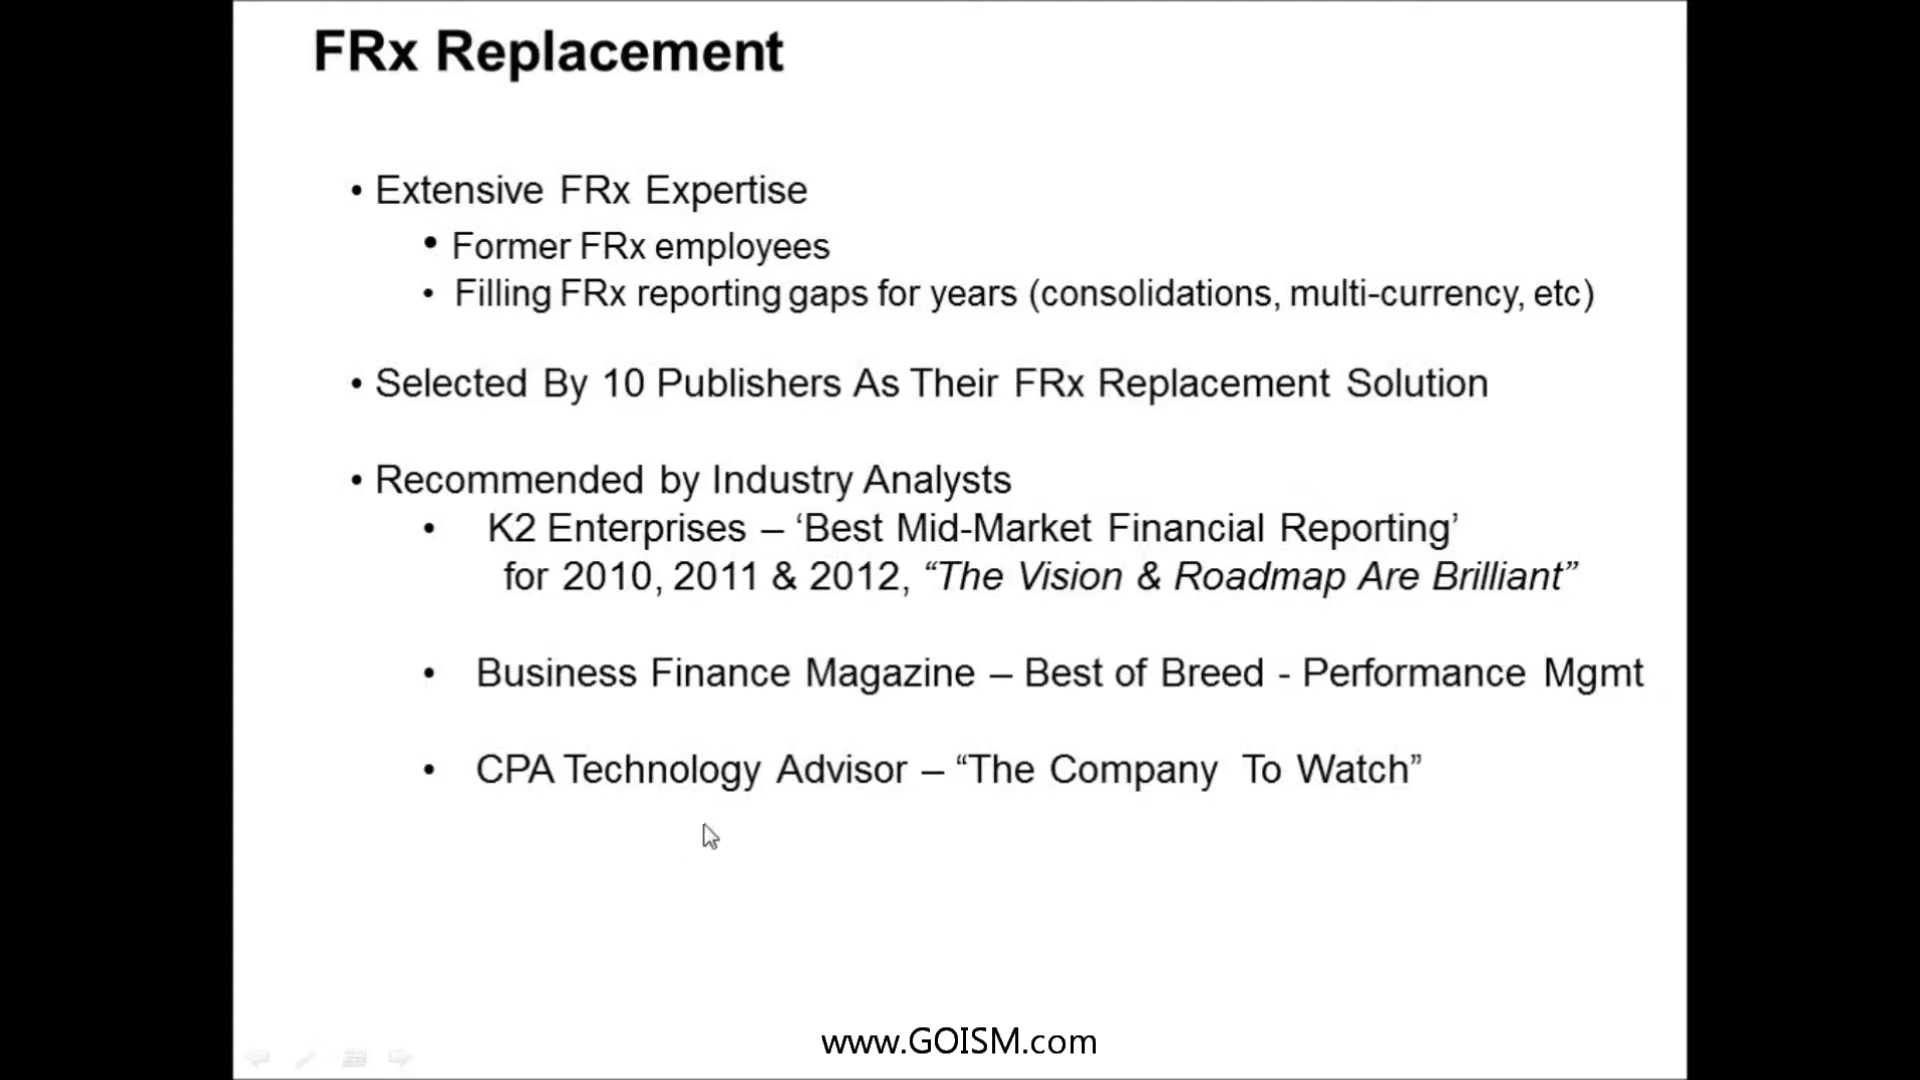 FRx Replacement
• Extensive FRx Expertise
• Former FRx employees
• Filling FRx reporting gaps for years (consolidations, multi-currency, etc)
• Selected By 10 Publishers As Their FRx Replacement Solution
• Recommended by Industry Analysts
• K2 Enterprises – ‘Best Mid-Market Financial Reporting’
for 2010, 2011 & 2012, “The Vision & Roadmap Are Brilliant”
• Business Finance Magazine – Best of Breed - Performance Mgmt
• CPA Technology Advisor – “The Company To Watch”
www.GOISM.com